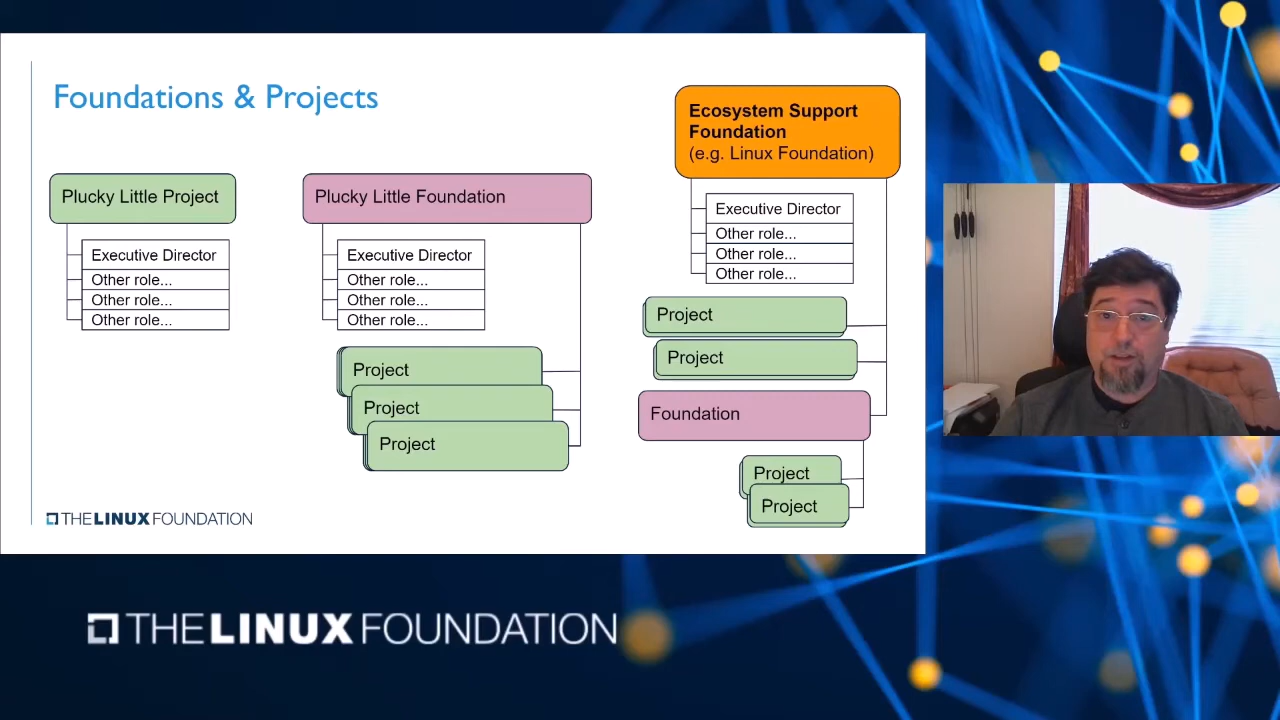 Foundations & Projects
Plucky Little Project
Executive Director
Other role...
Other role...
Other role...
Plucky Little Foundation
Executive Director
Other role...
Other role...
Other role...
Project
Project
Project
Ecosystem Support
Foundation
(e.g. Linux Foundation)
Executive Director
Other role...
Other role...
Other role...
Project
Project
Foundation
Project
Project
THE LINUX FOUNDATION
THE LINUX FOUNDATION